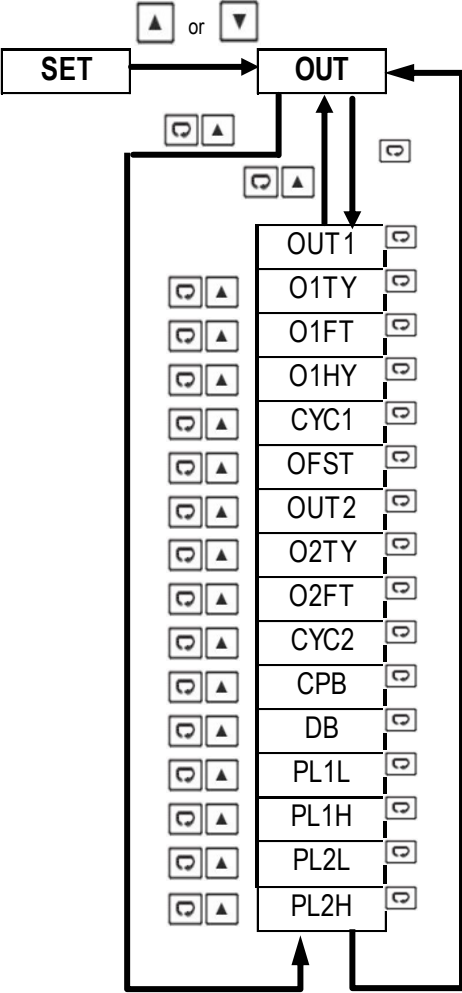 or
SET
OUT
OUT1
O1TY
O1FT
O1HY
CYC1
OFST
OUT2
O2TY
O2FT
CYC2
CPB
DB
PL1L
PL1H
PL2L
PL2H